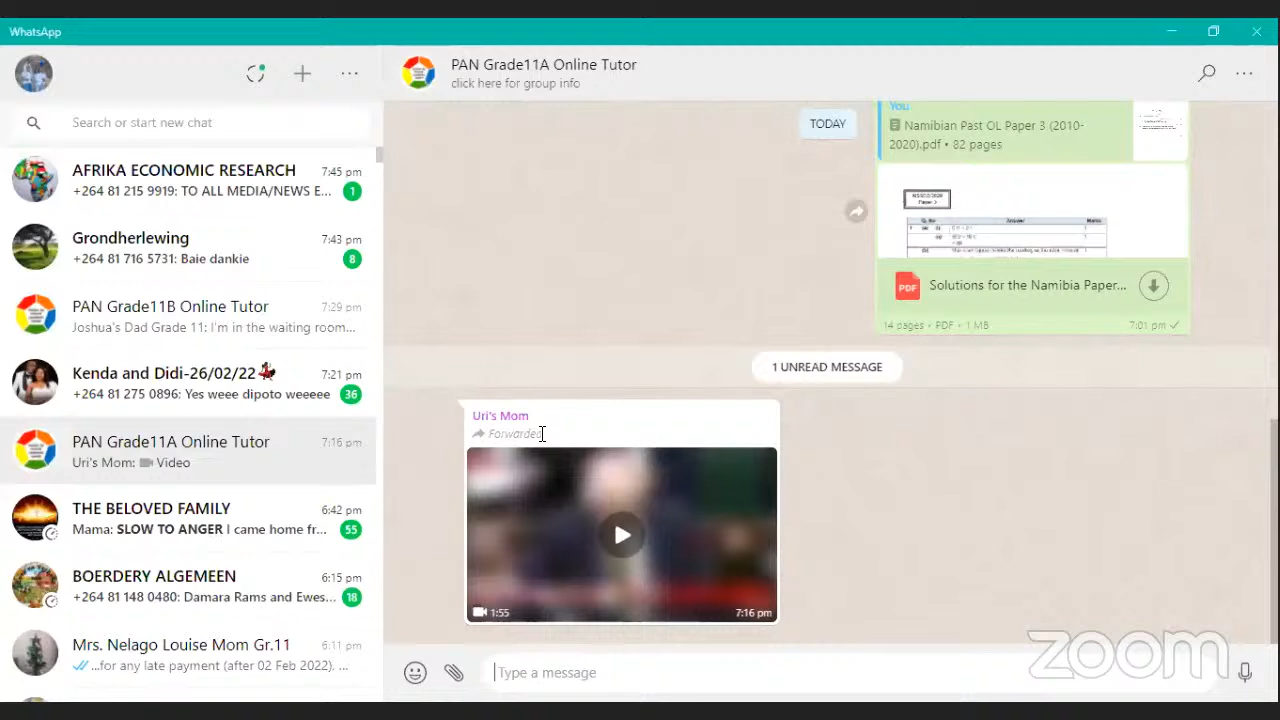 WhatsApp
PAN Grade11A Online Tutor
click here for group info
Search or start new chat
AFRIKA ECONOMIC RESEARCH 7:45 pm
+264 81 215 9919: TO ALL MEDIA/NEWS E... 1
Grondherlewing 7:43 pm
+264 81 716 5731: Baie dankie 8
PAN Grade11B Online Tutor 7:29 pm
Joshua's Dad Grade 11: I'm in the waiting room...
Kenda and Didi-26/02/22 7:21 pm
+264 81 275 0896: Yes weee dipoto weeeee 36
PAN Grade11A Online Tutor 7:16 pm
Uri's Mom: Video
THE BELOVED FAMILY 6:42 pm
Mama: SLOW TO ANGER I came home fr... 55
BOERDERY ALGEMEEN 6:15 pm
+264 81 148 0480: Damara Rams and Ewes... 18
Mrs. Nelago Louise Mom Gr.11 6:11 pm
...for any late payment (after 02 Feb 2022). ...
TODAY
You
Namibian Past OL Paper 3 (2010-
2020).pdf • 82 pages
PDF Solutions for the Namibia Paper...
14 pages • PDF • 1 MB 7:01 pm
1 UNREAD MESSAGE
Uri's Mom
Forwarded
1:55 7:16 pm
Type a message
zoom